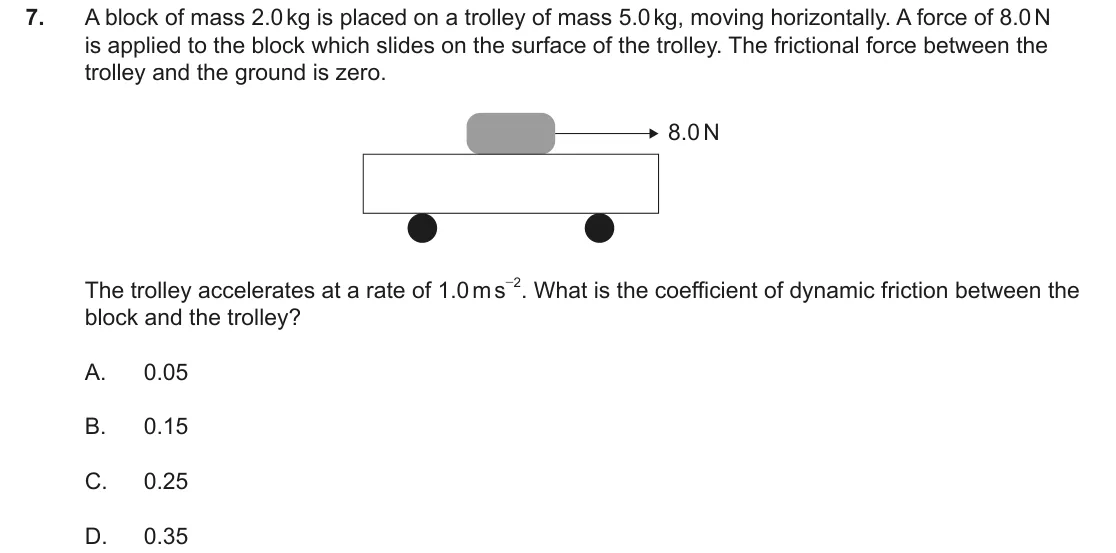 7. A block of mass 2.0 kg is placed on a trolley of mass 5.0 kg, moving horizontally. A force of 8.0 N
is applied to the block which slides on the surface of the trolley. The frictional force between the
trolley and the ground is zero.
8.0 N
The trolley accelerates at a rate of 1.0 m s⁻². What is the coefficient of dynamic friction between the
block and the trolley?
A. 0.05
B. 0.15
C. 0.25
D. 0.35